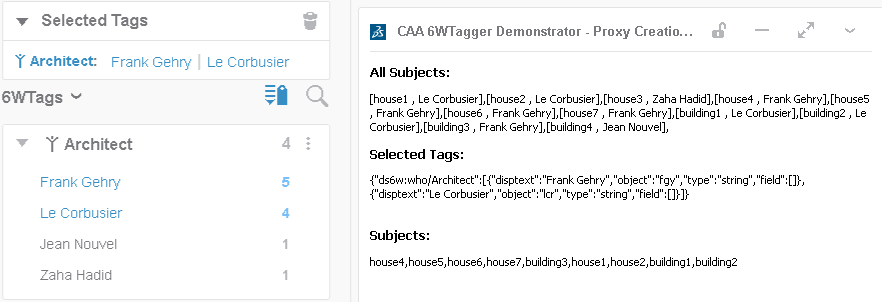 Selected Tags
Architect: Frank Gehry | Le Corbusier
6WTags
Architect 4
Frank Gehry 5
Le Corbusier 4
Jean Nouvel 1
Zaha Hadid 1
CAA 6WTagger Demonstrator - Proxy Creatio...
All Subjects:
[house1 , Le Corbusier],[house2 , Le Corbusier],[house3 , Zaha Hadid],[house4 , Frank Gehry],[house5
, Frank Gehry],[house6 , Frank Gehry],[house7 , Frank Gehry],[building1 , Le Corbusier],[building2 , Le
Corbusier],[building3 , Frank Gehry],[building4 , Jean Nouvel],
Selected Tags:
{"ds6w:who/Architect":[{"disptext":"Frank Gehry","object":"fgy","type":"string","field":[]},
{"disptext":"Le Corbusier","object":"lcr","type":"string","field":[]}]}
Subjects:
house4,house5,house6,house7,building3,house1,house2,building1,building2